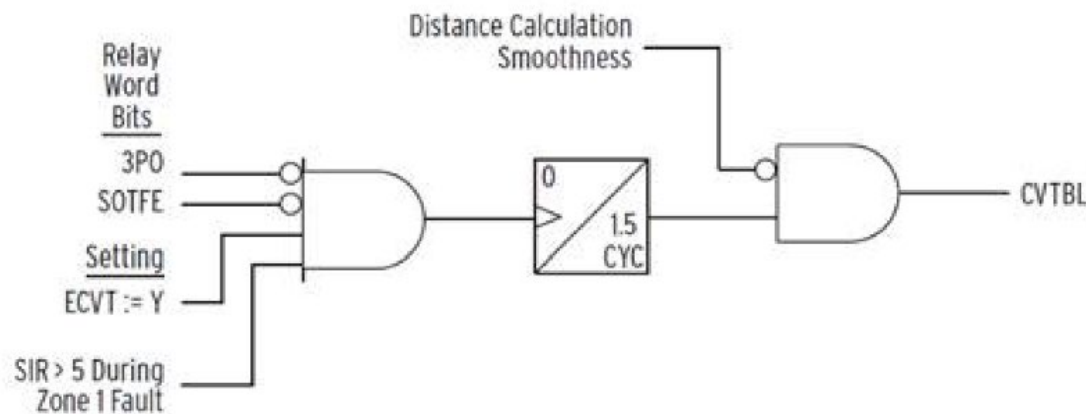 Distance Calculation
Smoothness
Relay
Word
Bits
3PO
SOTFE
Setting
ECVT := Y
SIR > 5 During
Zone 1 Fault
0
1.5
CYC
CVTBL